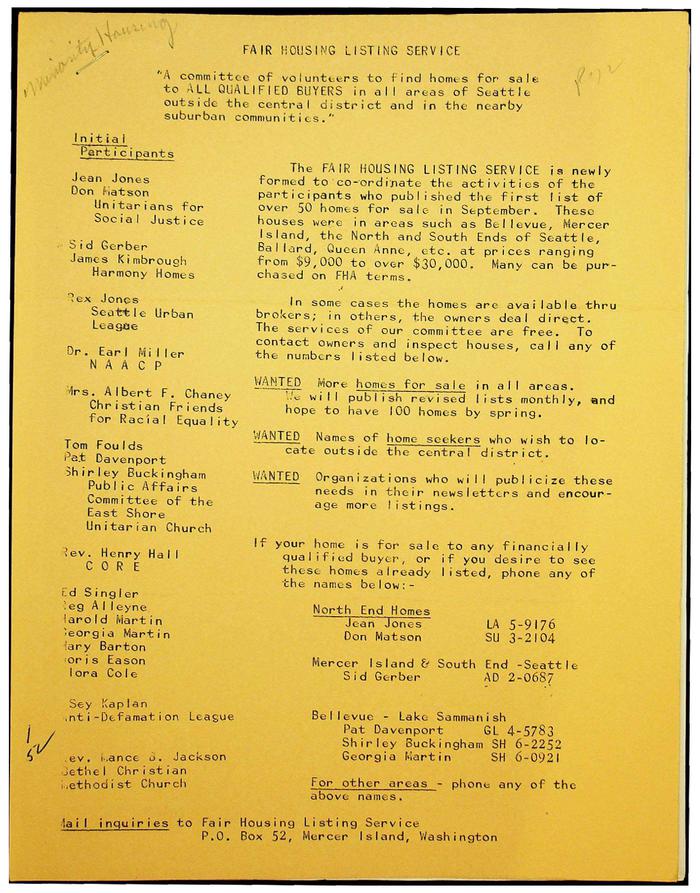 Minority Housing
FAIR HOUSING LISTING SERVICE
"A committee of volunteers to find homes for sale
to ALL QUALIFIED BUYERS in all areas of Seattle
outside the central district and in the nearby
suburban communities."
Initial
Participants
Jean Jones
Don Matson
Unitarians for
Social Justice
Sid Gerber
James Kimbrough
Harmony Homes
Rex Jones
Seattle Urban
League
Dr. Earl Miller
N A A C P
Mrs. Albert F. Chaney
Christian Friends
for Racial Equality
Tom Foulds
Pat Davenport
Shirley Buckingham
Public Affairs
Committee of the
East Shore
Unitarian Church
Rev. Henry Hall
C O R E
Ed Singler
eg Alleyne
arold Martin
eorgia Martin
ary Barton
oris Eason
lora Cole
Sey Kaplan
nti-Defamation League
ev. ance J. Jackson
ethel Christian
ethodist Church
1
52
The FAIR HOUSING LISTING SERVICE is newly
formed to co-ordinate the activities of the
participants who published the first list of
over 50 homes for sale in September. These
houses were in areas such as Bellevue, Mercer
Island, the North and South Ends of Seattle,
Ballard, Queen Anne, etc. at prices ranging
from $9,000 to over $30,000. Many can be pur-
chased on FHA terms.
In some cases the homes are available thru
brokers; in others, the owners deal direct.
The services of our committee are free. To
contact owners and inspect houses, call any of
the numbers listed below.
WANTED More homes for sale in all areas.
We will publish revised lists monthly, and
hope to have 100 homes by spring.
WANTED Names of home seekers who wish to lo-
cate outside the central district.
WANTED Organizations who will publicize these
needs in their newsletters and encour-
age more listings.
If your home is for sale to any financially
qualified buyer, or if you desire to see
these homes already listed, phone any of
the names below:-
North End Homes
Jean Jones LA 5-9176
Don Matson SU 3-2104
Mercer Island & South End -Seattle
Sid Gerber AD 2-0687
Bellevue - Lake Sammanish
Pat Davenport GL 4-5783
Shirley Buckingham SH 6-2252
Georgia Martin SH 6-0921
For other areas - phone any of the
above names.
Mail inquiries to Fair Housing Listing Service
P.O. Box 52, Mercer Island, Washington